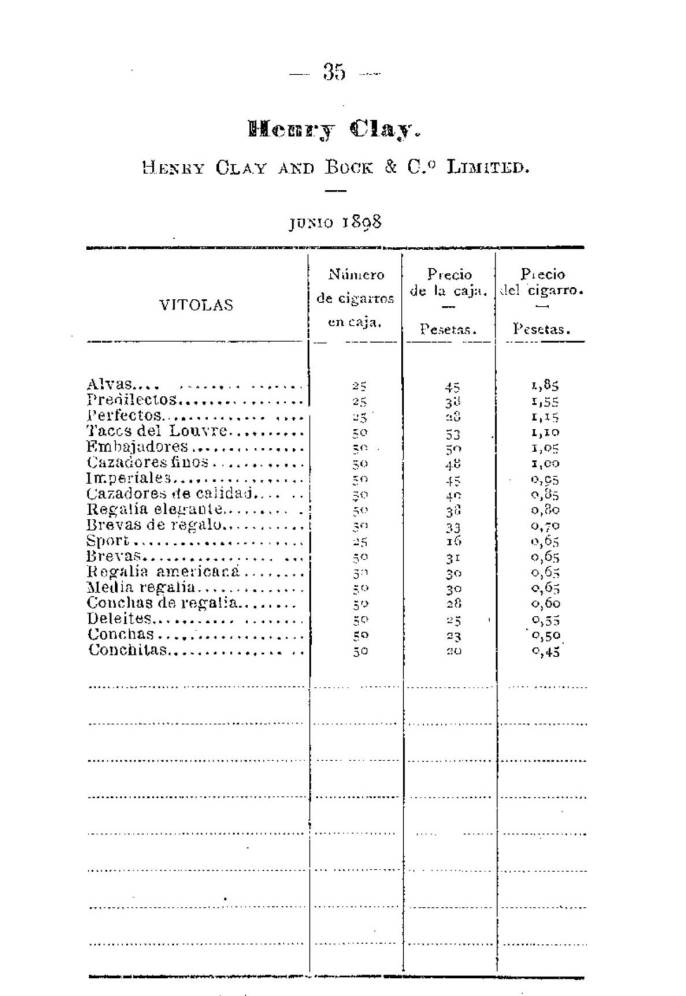 — 35 —
Henry Clay.
HENRY CLAY AND BOCK & C.º LIMITED.
JUNIO 1898
VITOLAS
Número de cigarros en caja.
Precio de la caja. — Pesetas.
Precio del cigarro. — Pesetas.
Alvas.... ........ ....... 25 45 1,85
Predilectos................ 25 38 1,55
Perfectos............. .... 25 28 1,15
Tacos del Louvre.......... 50 53 1,10
Embajadores............... 50 50 1,05
Cazadores finos............ 50 48 1,00
Imperiales................. 50 45 0,95
Cazadores de calidad.... .. 50 40 0,85
Regalia elegante......... . 50 38 0,80
Brevas de regalo........... 50 33 0,70
Sport...................... 25 16 0,65
Brevas................. ... 50 31 0,65
Regalia americana........ 50 30 0,65
Media regalia.............. 50 30 0,65
Conchas de regalia........ 50 28 0,60
Deleites........... ........ 50 25 0,55
Conchas................... 50 23 0,50
Conchitas............... .. 50 20 0,45